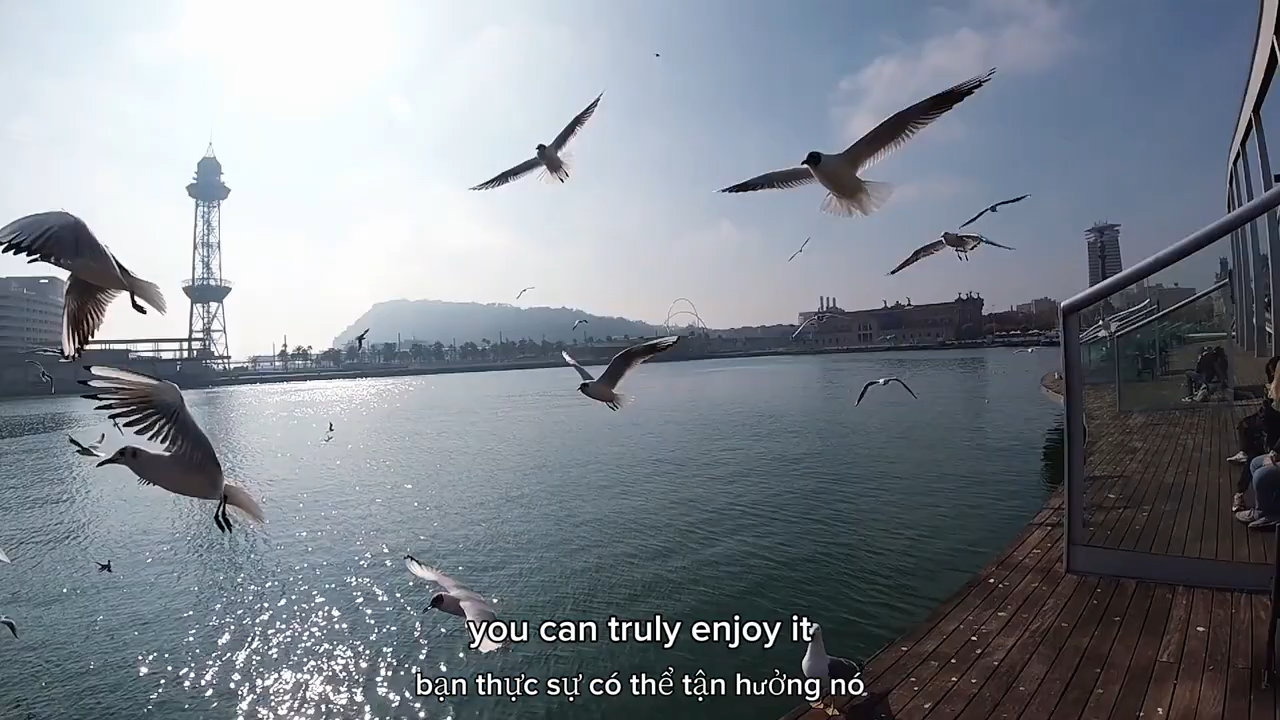 you can truly enjoy it
bạn thực sự có thể tận hưởng nó